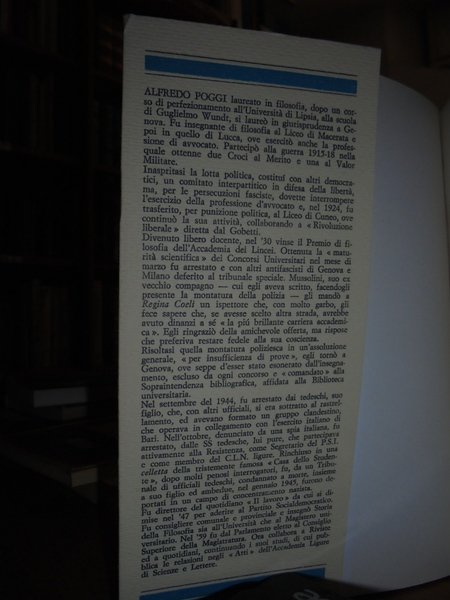 ALFREDO POGGI laureato in filosofia, dopo un cor-
so di perfezionamento all'Università di Lipsia, alla scuola
di Guglielmo Wundt, si laureò in giurisprudenza a Ge-
nova. Fu insegnante di filosofia al Liceo di Macerata e
poi in quello di Lucca, ove esercitò anche la profes-
sione di avvocato. Partecipò alla guerra 1915-18 nella
quale ottenne due Croci al Merito e una al Valor
Militare.
Inaspritasi la lotta politica, costituì con altri democra-
tici, un comitato interpartitico in difesa della libertà,
ma, per le persecuzioni fasciste, dovette interrompere
l'esercizio della professione d'avvocato e, nel 1924, fu
trasferito, per punizione politica, al Liceo di Cuneo, ove
continuò la sua attività, collaborando a « Rivoluzione
liberale » diretta dal Gobetti.
Divenuto libero docente, nel '30 vinse il Premio di fi-
losofia dell'Accademia dei Lincei. Ottenuta la « matu-
rità scientifica » dei Concorsi Universitari nel mese di
marzo fu arrestato e con altri antifascisti di Genova e
Milano deferito al tribunale speciale. Mussolini, suo ex
vecchio compagno — cui egli aveva scritto, facendogli
presente la montatura della polizia — gli mandò a
Regina Coeli un ispettore che, con molto garbo, gli
fece sapere che, se avesse scelto altra strada, avrebbe
avuto dinanzi a sé « la più brillante carriera accademi-
ca ». Egli ringraziò della amichevole offerta, ma rispose
che preferiva restare fedele alla sua coscienza.
Risoltasi quella montatura poliziesca in un'assoluzione
generale, « per insufficienza di prove », egli tornò a
Genova, ove seppe d'esser stato esonerato dall'insegna-
mento, escluso da ogni concorso e « comandato » alla
Sopraintendenza bibliografica, affidata alla Biblioteca
universitaria.
Nel settembre del 1944, fu arrestato dai tedeschi, suo
figlio, che, con altri ufficiali, si era sottratto al rastrel-
lamento, ed avevano formato un gruppo clandestino,
che operava in collegamento con l'esercito italiano di
Bari. Nell'ottobre, denunciato da una spia italiana, fu
arrestato, dalle SS tedesche, lui pure, che partecipava
attivamente alla Resistenza, come Segretario del P.S.I.
e come membro del C.L.N. ligure. Rinchiuso in una
celletta della tristemente famosa « Casa dello Studen-
te », dopo molti penosi interrogatori, fu, da un Tribu-
nale di ufficiali tedeschi, condannato a morte, insieme
a suo figlio ed ambedue, nel gennaio 1945, furono de-
portati in un campo di concentramento nazista.
Fu direttore del quotidiano « Il lavoro » da cui si di-
mise nel '47 per aderire al Partito Socialdemocratico.
Fu consigliere comunale e provinciale e insegnò Storia
della Filosofia sia all'Università che al Magistero uni-
versitario. Nel '59 fu dal Parlamento eletto al Consiglio
Superiore della Magistratura. Ora collabora a Riviste
ed a quotidiani, continuando i suoi studi, di cui pub-
blica le relazioni negli « Atti » dell'Accademia Ligure
di Scienze e Lettere.